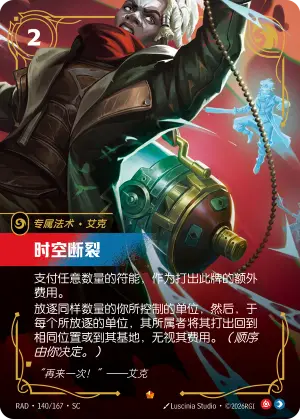 2
专属法术·艾克
时空断裂
支付任意数量的符能，作为打出此牌的额外
费用。
放逐同样数量的你所控制的单位，然后，于
每个所放逐的单位，其所属者将其打出回到
相同位置或到其基地，无视其费用。（顺序
由你决定。）
“再来一次！”——艾克
RAD · 140/167 · SC
Luscinia Studio · ©2026RGI